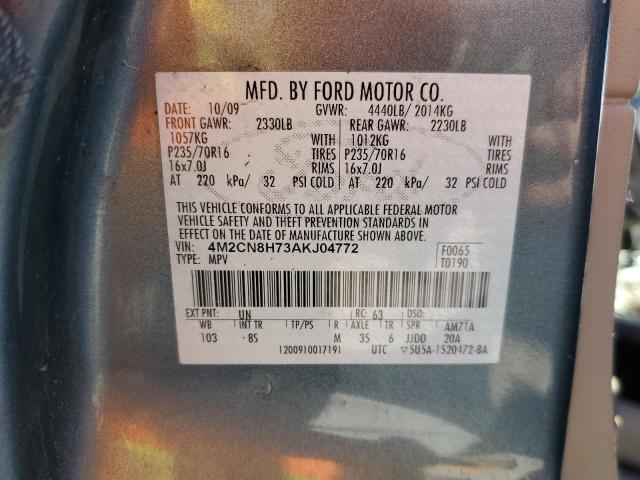 MFD. BY FORD MOTOR CO.
DATE: 10/09 GVWR: 4440LB/ 2014KG
FRONT GAWR: 2330LB REAR GAWR: 2230LB
1057KG WITH 1012KG WITH
P235/70R16 TIRES P235/70R16 TIRES
16x7.0J RIMS 16x7.0J RIMS
AT 220 kPa/ 32 PSI COLD AT 220 kPa/ 32 PSI COLD
THIS VEHICLE CONFORMS TO ALL APPLICABLE FEDERAL MOTOR
VEHICLE SAFETY AND THEFT PREVENTION STANDARDS IN
EFFECT ON THE DATE OF MANUFACTURE SHOWN ABOVE.
VIN: 4M2CN8H73AKJ04772 F0065
TYPE: MPV T0190
EXT PNT: UN RC: 63 DSO:
WB INT TR TP/PS R AXLE TR SPR AM71A
103 8S M 35 6 JJDD 20A
1200910017191 UTC ▽5U5A-1520472-BA